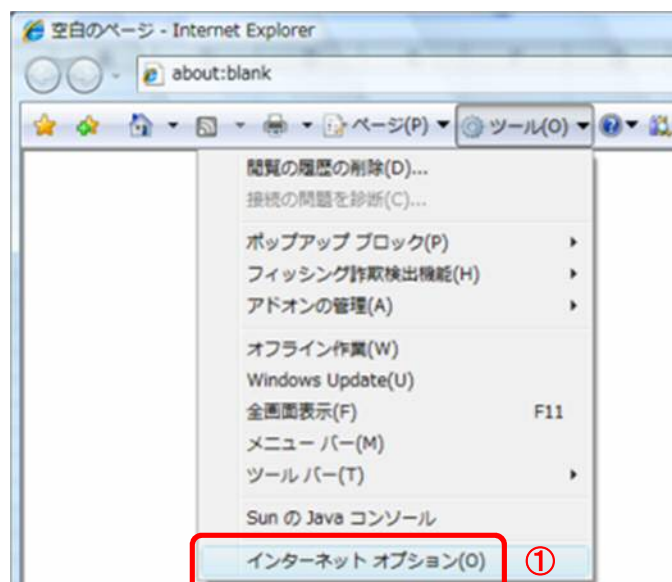 空白のページ - Internet Explorer
about:blank
ページ(P) ツール(O)
閲覧の履歴の削除(D)...
接続の問題を診断(C)...
ポップアップ ブロック(P)
フィッシング詐欺検出機能(H)
アドオンの管理(A)
オフライン作業(W)
Windows Update(U)
全画面表示(F) F11
メニュー バー(M)
ツール バー(T)
Sun の Java コンソール
インターネット オプション(O) ①